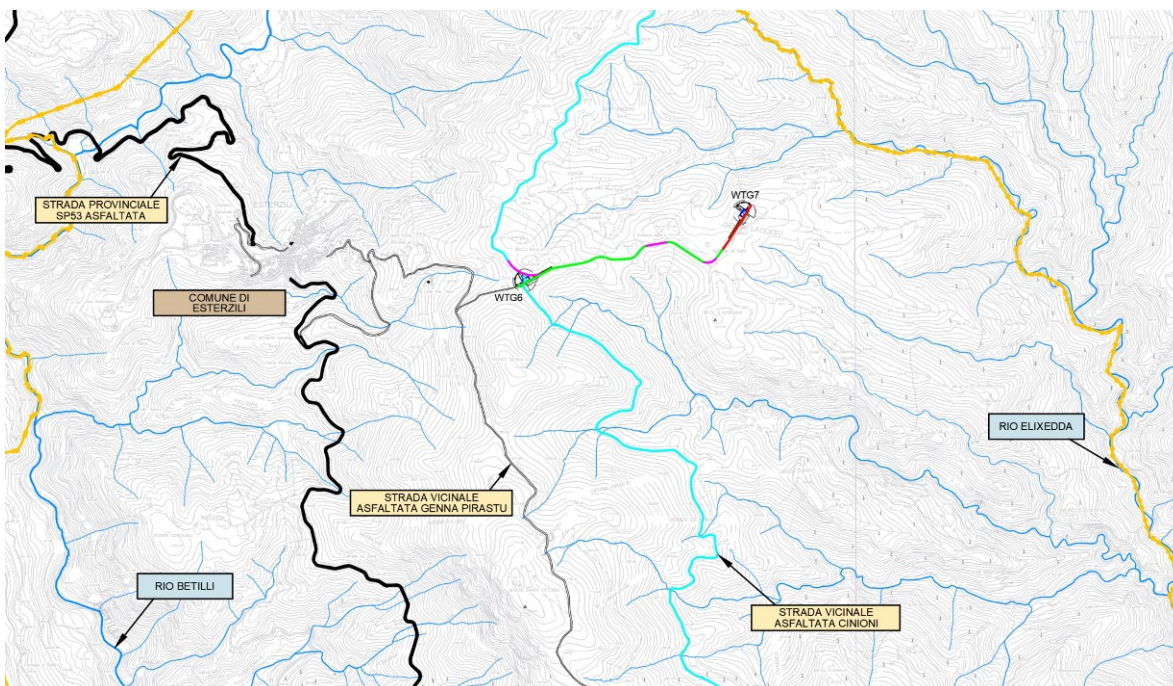 WTG7
STRADA PROVINCIALE
SP53 ASFALTATA
ESTERZILI
COMUNE DI
ESTERZILI
WTG6
RIO ELIXEDDA
STRADA VICINALE
ASFALTATA GENNA PIRASTU
RIO BETILLI
STRADA VICINALE
ASFALTATA CINIONI